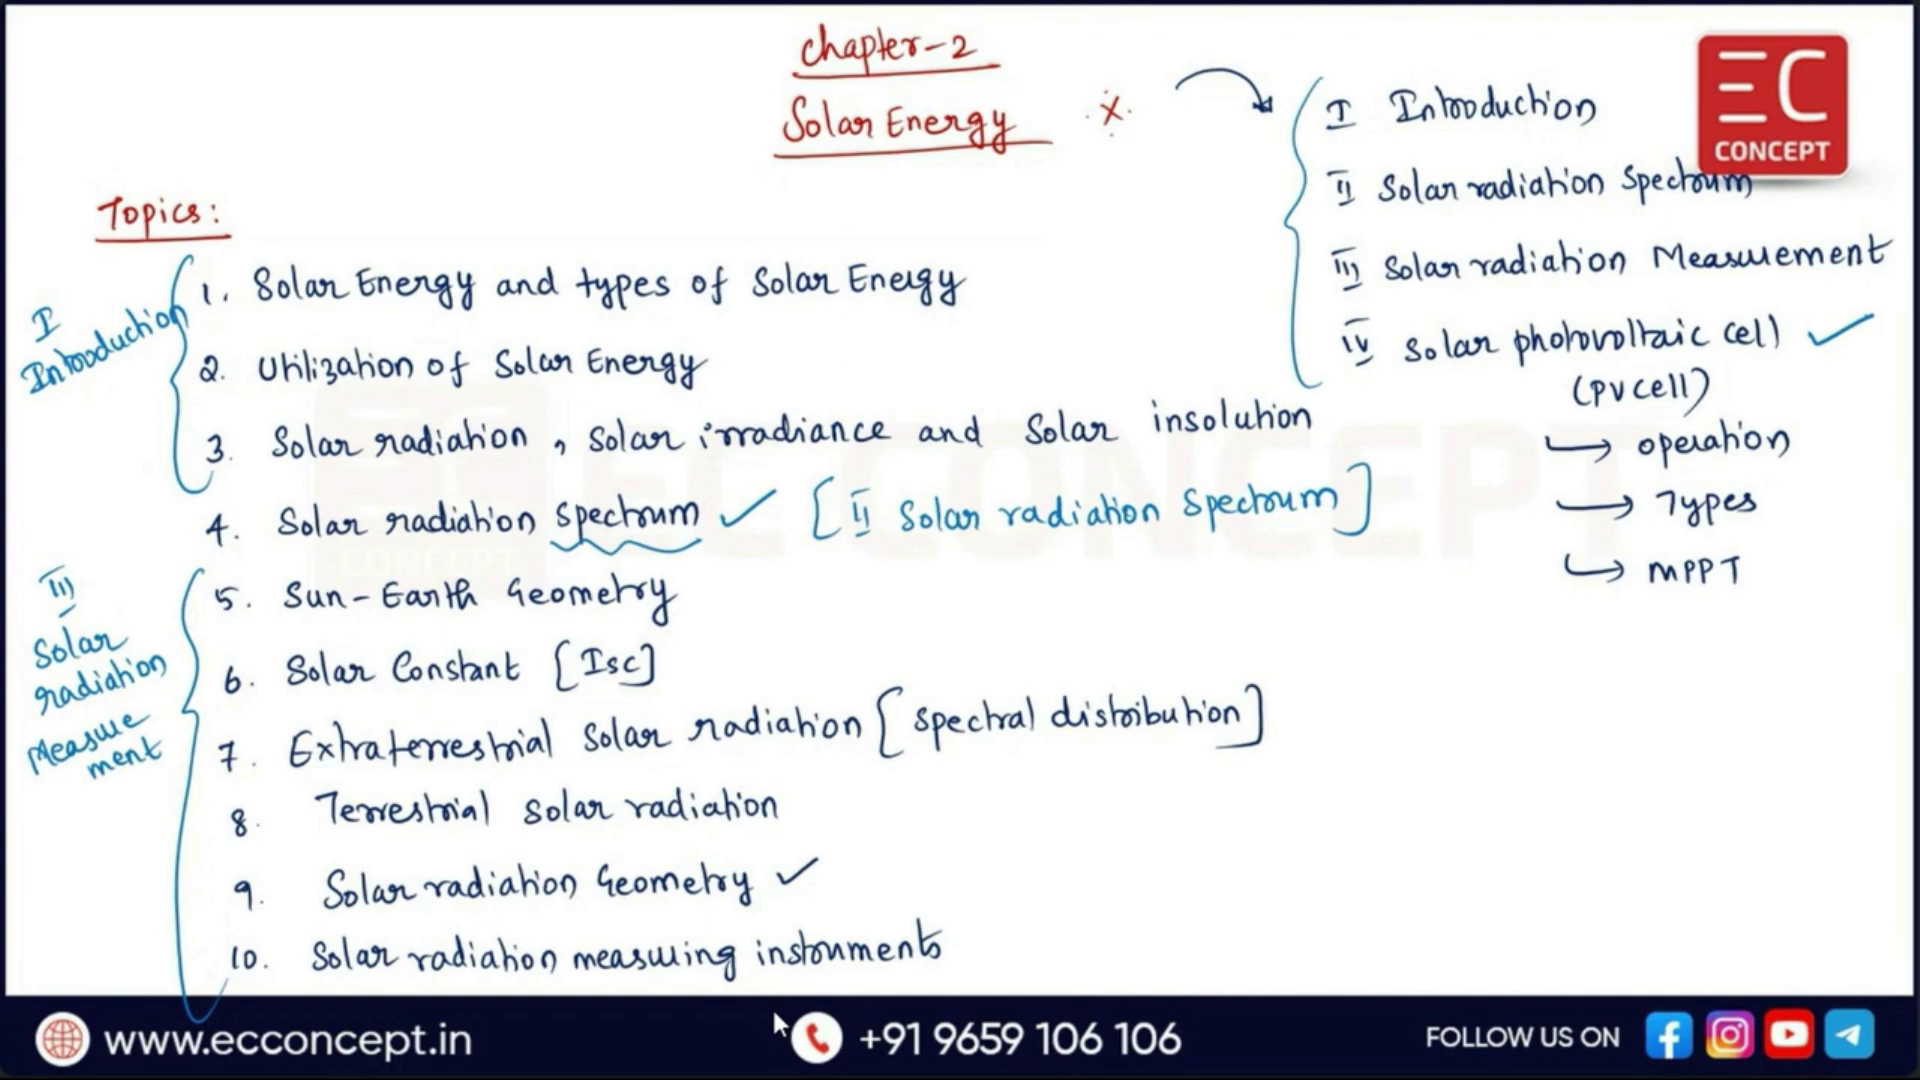 Chapter-2
Solar Energy
Topics:
I Introduction
1. Solar Energy and types of Solar Energy
2. Utilization of Solar Energy
3. Solar radiation, Solar irradiance and Solar insolution
4. Solar radiation spectrum ✓ [II Solar radiation Spectrum]
III
Solar
radiation
Measure
ment
5. Sun-Earth Geometry
6. Solar Constant [Isc]
7. Extraterrestrial Solar radiation [spectral distribution]
8. Terrestrial Solar radiation
9. Solar radiation Geometry ✓
10. Solar radiation measuring instruments
I Introduction
II Solar radiation Spectrum
III Solar radiation Measurement
IV Solar photovoltaic cell ✓
(PV cell)
→ operation
→ Types
→ MPPT
EC
CONCEPT
EC CONCEPT
www.ecconcept.in
+91 9659 106 106
FOLLOW US ON